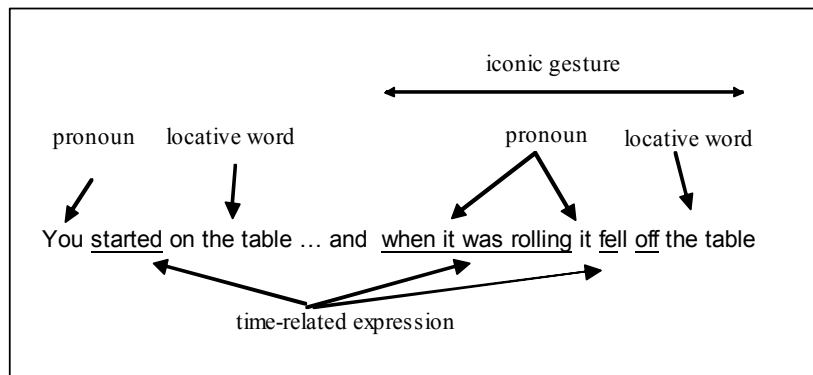 iconic gesture
pronoun locative word pronoun locative word
You started on the table … and when it was rolling it fell off the table
time-related expression